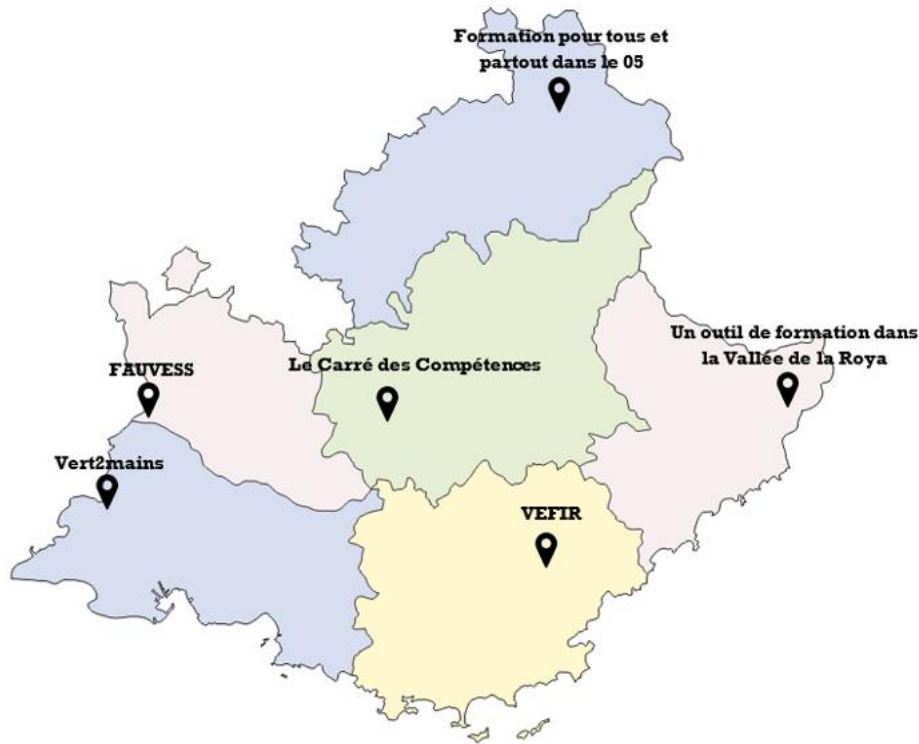 Formation pour tous et
partout dans le 05
Un outil de formation dans
la Vallée de la Roya
Le Carré des Compétences
FAUVESS
Vert2mains
VEFIR